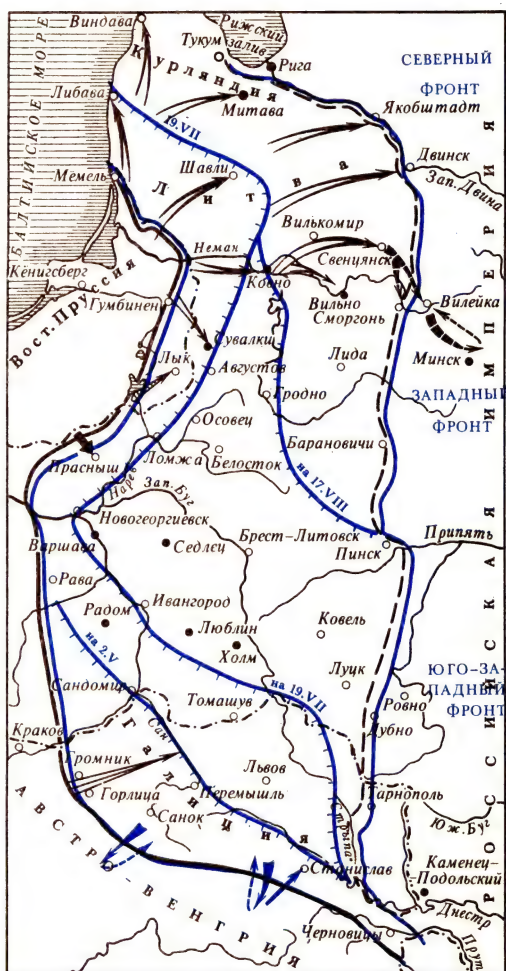 Виндава
Рижский
залив
Тукум
Рига
СЕВЕРНЫЙ
ФРОНТ
Курляндия
Либава
Митава
Якобштадт
19.VII
БАЛТИЙСКОЕ МОРЕ
Шавли
Двинск
Зап. Двина
Мемель
Литва
Вилькомир
Неман
Свенцянск
Кёнигсберг
Ковно
Вилейка
Гумбинен
Вильно
Сморгонь
Вост. Пруссия
Сувалки
Минск
Лык
Августов
Лида
ЗАПАДНЫЙ
ФРОНТ
Гродно
Осовец
Барановичи
Прасныш
Ломжа
Белосток
на 17.VIII
Нарев
Зап. Буг
Новогеоргиевск
Припять
Варшава
Седлец
Брест-Литовск
Пинск
Рава
Ивангород
Радом
Ковель
Люблин
Холм
на 2.V
Луцк
ЮГО-ЗА-
ПАДНЫЙ
ФРОНТ
на 19.VII
Сандомир
Ровно
Томашув
Дубно
Краков
Сан
Громник
Львов
Галиция
Тарнополь
Горлица
Перемышль
Юж. Буг
Санок
Стрыпа
Каменец-
Подольский
Станислав
Днестр
АВСТРО-ВЕНГРИЯ
Черновицы
Прут
РОССИЙСКАЯ ИМПЕРИЯ